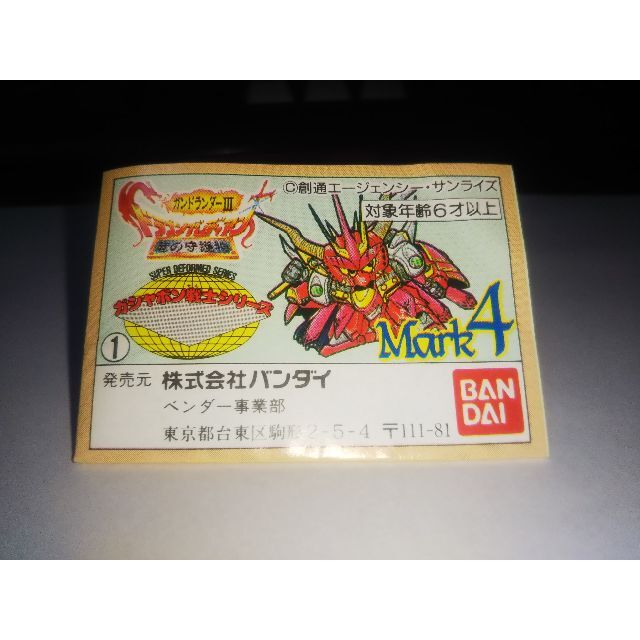 ガンドランダーIII
©創通エージェンシー・サンライズ
対象年齢6才以上
の守護
SUPER DEFORMED SERIES
ガシャポン戦士シリーズ
Mark4
①
発売元 株式会社バンダイ
ベンダー事業部
東京都台東区駒形2-5-4 〒111-81
BAN
DAI